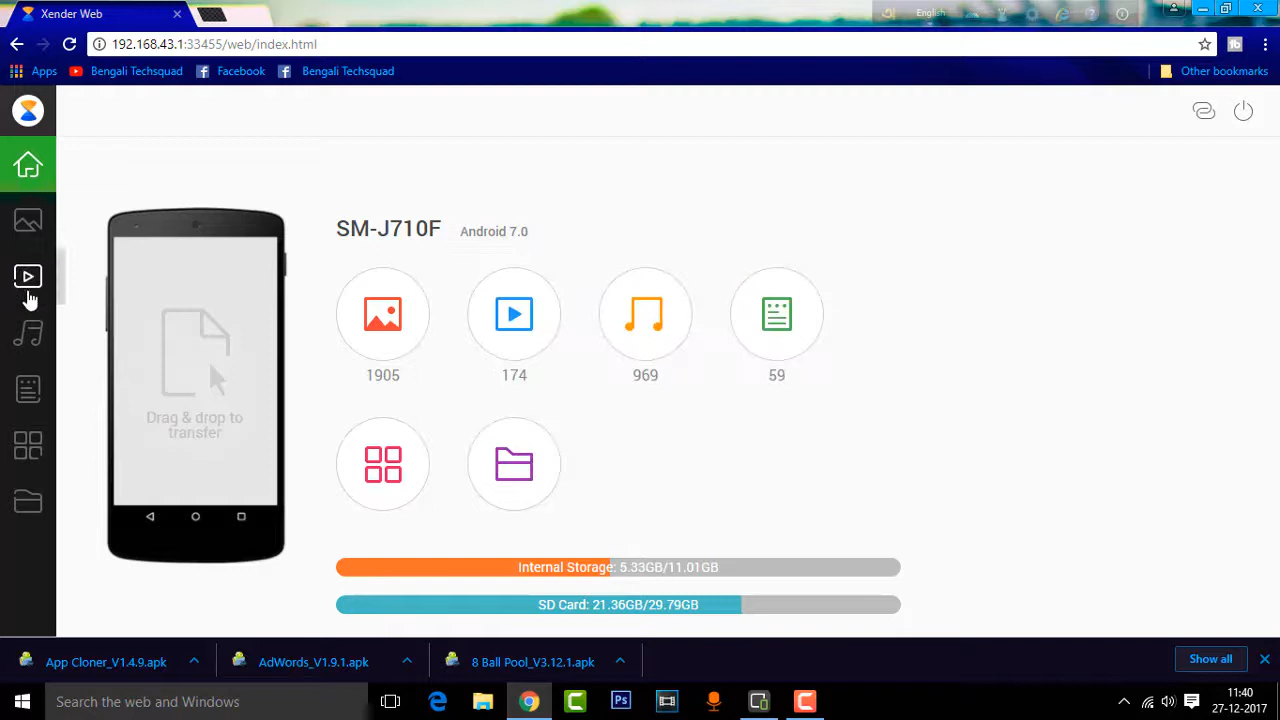 Xender Web
English
192.168.43.1:33455/web/index.html
Apps Bengali Techsquad Facebook Bengali Techsquad Other bookmarks
SM-J710F Android 7.0
1905 174 969 59
Drag & drop to
transfer
Internal Storage: 5.33GB/11.01GB
SD Card: 21.36GB/29.79GB
App Cloner_V1.4.9.apk AdWords_V1.9.1.apk 8 Ball Pool_V3.12.1.apk Show all
Search the web and Windows
11:40
27-12-2017